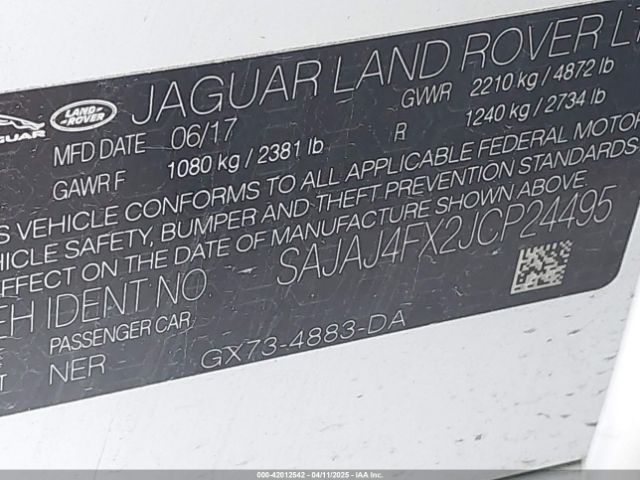 JAGUAR LAND ROVER
LAND-ROVER
MFD DATE 06/17 GWWR 2210 kg / 4872 lb
GAWR F 1080 kg / 2381 lb R 1240 kg / 2734 lb
VEHICLE CONFORMS TO ALL APPLICABLE FEDERAL MOTOR
SAFETY, BUMPER AND THEFT PREVENTION STANDARDS
EFFECT ON THE DATE OF MANUFACTURE SHOWN ABOVE.
IDENT NO SAJAJ4FX2JCP24495
PASSENGER CAR
NER GX73-4883-DA
000-42012542 - 04/11/2025 - IAA Inc.